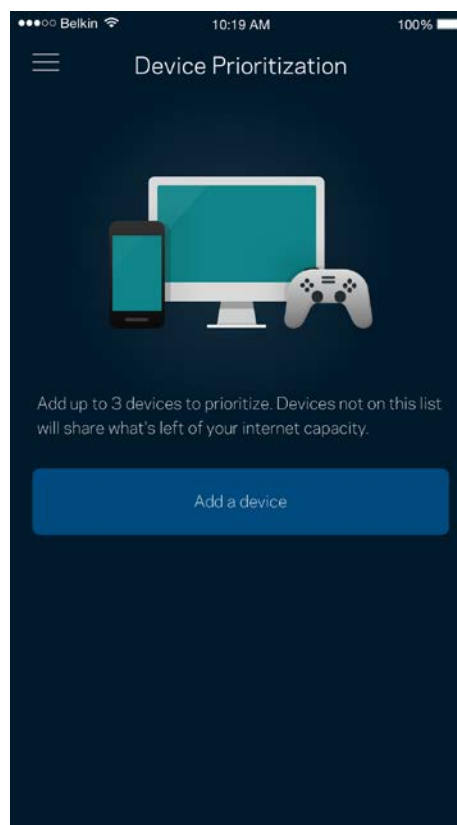 Belkin 10:19 AM 100%
Device Prioritization
Add up to 3 devices to prioritize. Devices not on this list
will share what's left of your internet capacity.
Add a device